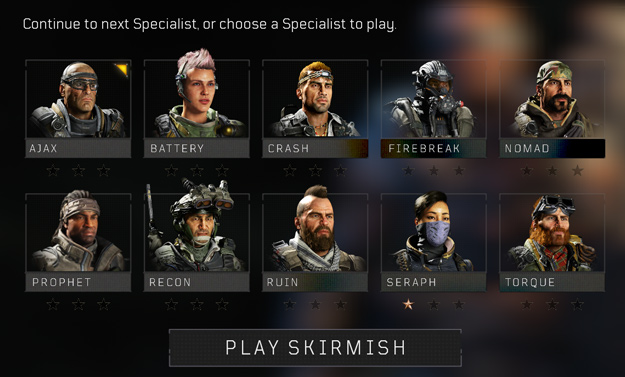 Continue to next Specialist, or choose a Specialist to play.
AJAX BATTERY CRASH FIREBREAK NOMAD
PROPHET RECON RUIN SERAPH TORQUE
PLAY SKIRMISH